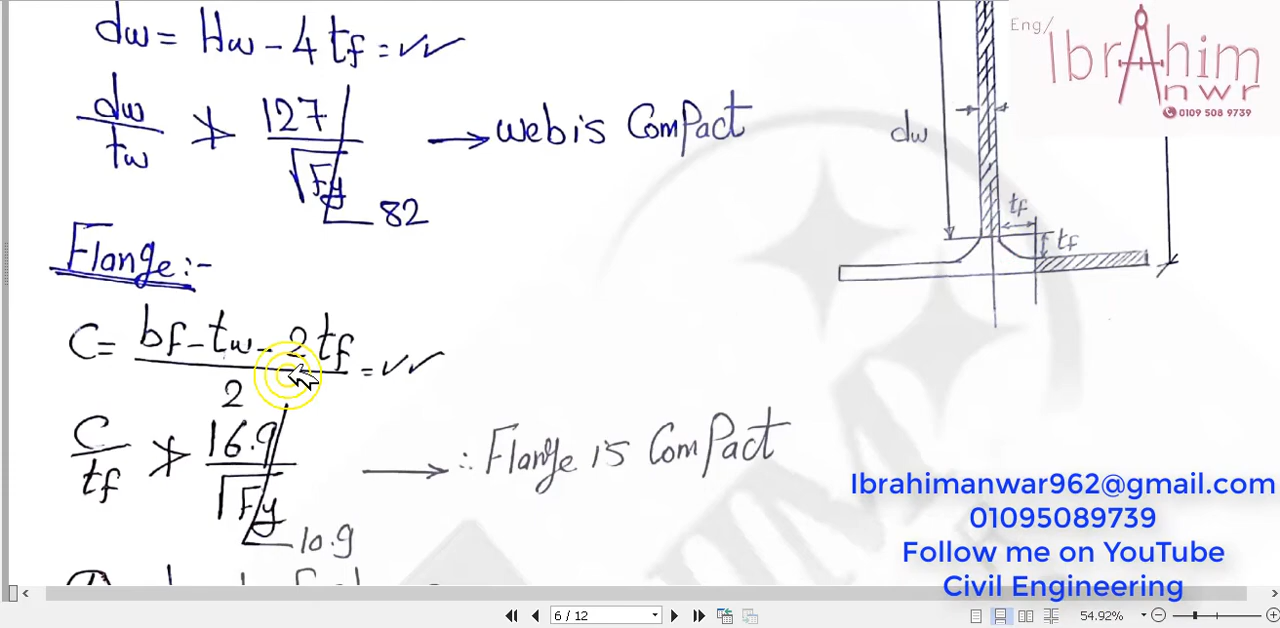 dw = Hw - 4tf = ✓✓
dw/tw ≯ 127/√Fy → web is Compact
82
Flange:-
C = bf - tw - 2tf / 2 = ✓✓
C/tf ≯ 16.9/√Fy → ∴ Flange is Compact
10.9
dw
tf
tf
Eng/
Ibrahim
Anwr
0109 508 9739
Ibrahimanwar962@gmail.com
01095089739
Follow me on YouTube
Civil Engineering
6 / 12
54.92%